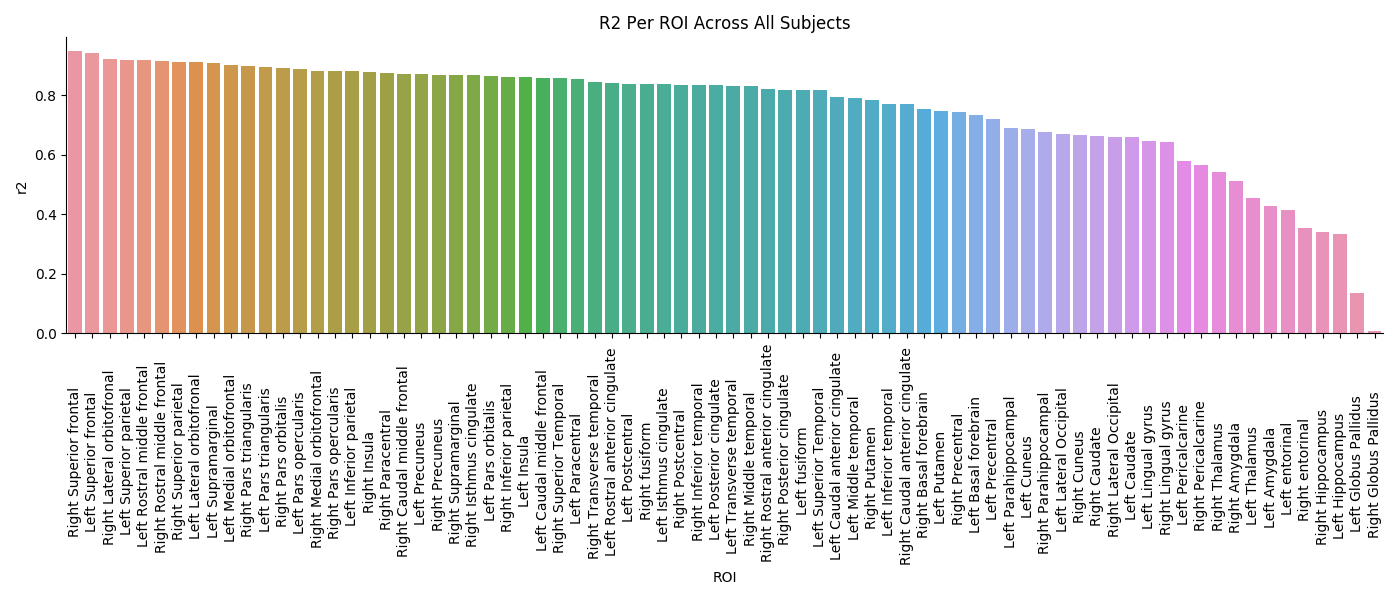 R2 Per ROI Across All Subjects
r2
0.8
0.6
0.4
0.2
0.0
Right Superior frontal
Left Superior frontal
Right Lateral orbitofronal
Left Superior parietal
Left Rostral middle frontal
Right Rostral middle frontal
Right Superior parietal
Left Lateral orbitofronal
Left Supramarginal
Left Medial orbitofrontal
Right Pars triangularis
Left Pars triangularis
Right Pars orbitalis
Left Pars opercularis
Right Medial orbitofrontal
Right Pars opercularis
Left Inferior parietal
Right Insula
Right Paracentral
Right Caudal middle frontal
Left Precuneus
Right Precuneus
Right Supramarginal
Right Isthmus cingulate
Left Pars orbitalis
Right Inferior parietal
Left Insula
Left Caudal middle frontal
Right Superior Temporal
Left Paracentral
Right Transverse temporal
Left Rostral anterior cingulate
Left Postcentral
Right fusiform
Left Isthmus cingulate
Right Postcentral
Right Inferior temporal
Left Posterior cingulate
Left Transverse temporal
Right Middle temporal
Right Rostral anterior cingulate
Right Posterior cingulate
Left fusiform
Left Superior Temporal
Left Caudal anterior cingulate
Left Middle temporal
Right Putamen
Left Inferior temporal
Right Caudal anterior cingulate
Right Basal forebrain
Left Putamen
Right Precentral
Left Basal forebrain
Left Precentral
Left Parahippocampal
Left Cuneus
Right Parahippocampal
Left Lateral Occipital
Right Cuneus
Right Caudate
Right Lateral Occipital
Left Caudate
Left Lingual gyrus
Right Lingual gyrus
Left Pericalcarine
Right Pericalcarine
Right Thalamus
Right Amygdala
Left Thalamus
Left Amygdala
Left entorinal
Right entorinal
Right Hippocampus
Left Hippocampus
Left Globus Pallidus
Right Globus Pallidus
ROI